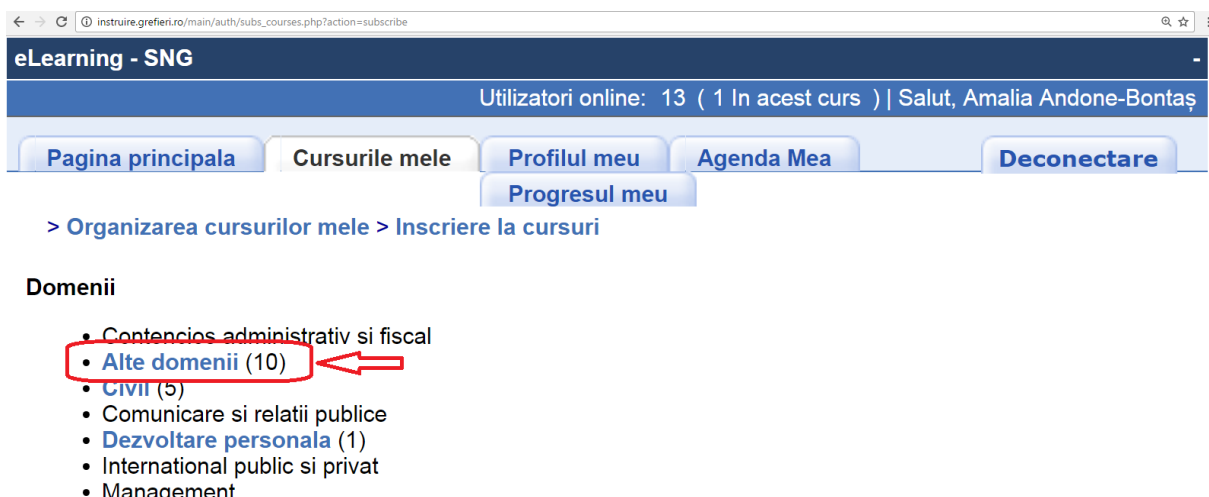 instruire.grefieri.ro/main/auth/subs_courses.php?action=subscribe
eLearning - SNG -
Utilizatori online: 13 ( 1 In acest curs ) | Salut, Amalia Andone-Bontaș
Pagina principala Cursurile mele Profilul meu Agenda Mea Deconectare
Progresul meu
> Organizarea cursurilor mele > Inscriere la cursuri
Domenii
• Contencios administrativ si fiscal
• Alte domenii (10)
• Civil (5)
• Comunicare si relatii publice
• Dezvoltare personala (1)
• International public si privat
• Management